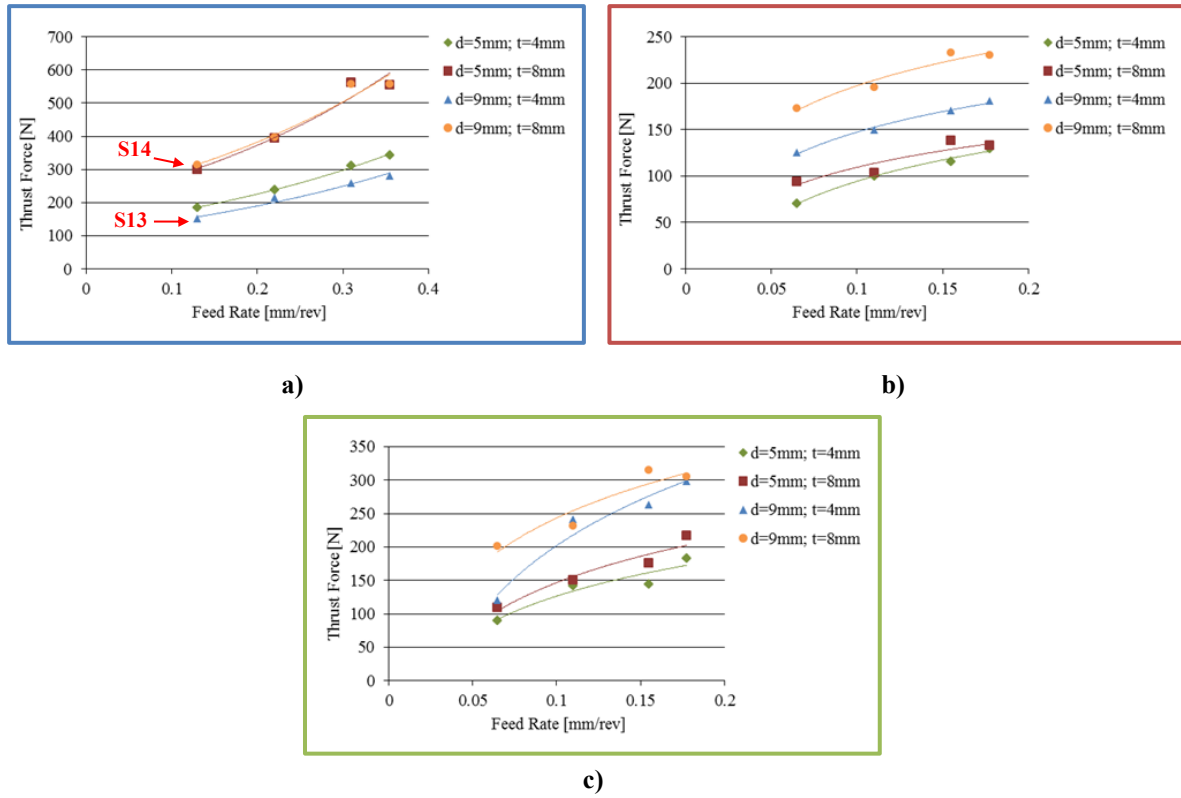 700
600
500
400
300
200
100
0
Thrust Force [N]
S14
S13
0
0.1
0.2
0.3
0.4
Feed Rate [mm/rev]
d=5mm; t=4mm
d=5mm; t=8mm
d=9mm; t=4mm
d=9mm; t=8mm
a)
250
200
150
100
50
0
Thrust Force [N]
0
0.05
0.1
0.15
0.2
Feed Rate [mm/rev]
d=5mm; t=4mm
d=5mm; t=8mm
d=9mm; t=4mm
d=9mm; t=8mm
b)
350
300
250
200
150
100
50
0
Thrust Force [N]
0
0.05
0.1
0.15
0.2
Feed Rate [mm/rev]
d=5mm; t=4mm
d=5mm; t=8mm
d=9mm; t=4mm
d=9mm; t=8mm
c)